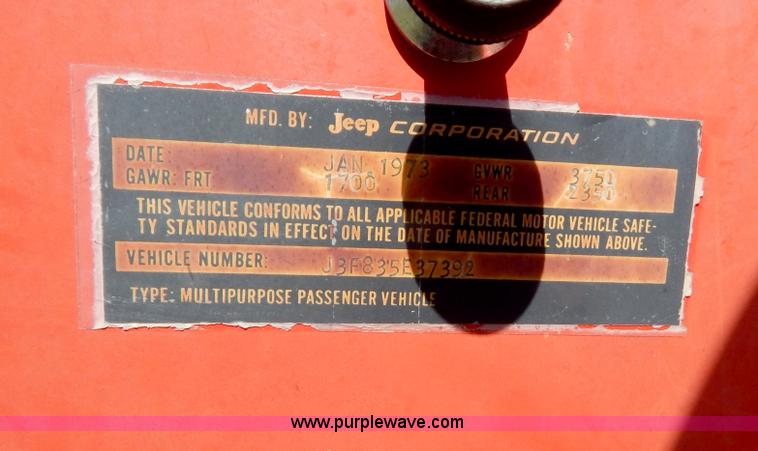 MFD. BY: Jeep CORPORATION
DATE: JAN 1973 GVWR 3750
GAWR: FRT 1700 REAR 2350
THIS VEHICLE CONFORMS TO ALL APPLICABLE FEDERAL MOTOR VEHICLE SAFE-
TY STANDARDS IN EFFECT ON THE DATE OF MANUFACTURE SHOWN ABOVE.
VEHICLE NUMBER: J3F835E37392
TYPE: MULTIPURPOSE PASSENGER VEHICLE
www.purplewave.com